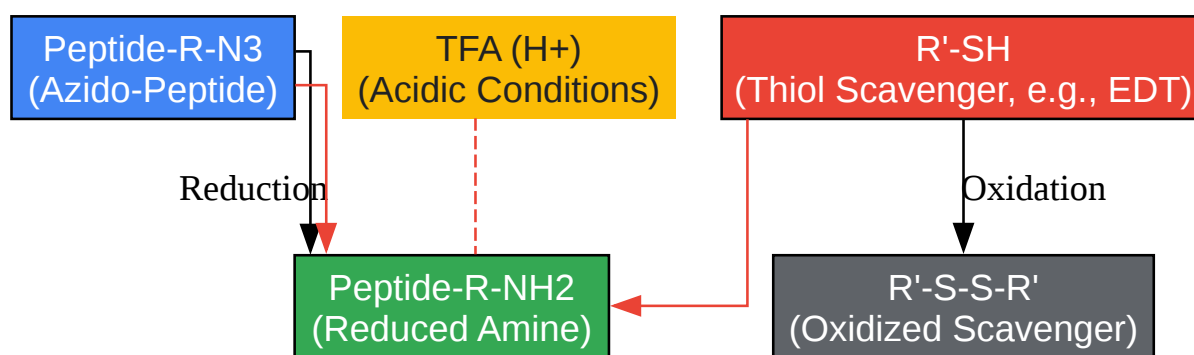 Peptide-R-N3
(Azido-Peptide)
TFA (H+)
(Acidic Conditions)
R'-SH
(Thiol Scavenger, e.g., EDT)
Reduction
Oxidation
Peptide-R-NH2
(Reduced Amine)
R'-S-S-R'
(Oxidized Scavenger)